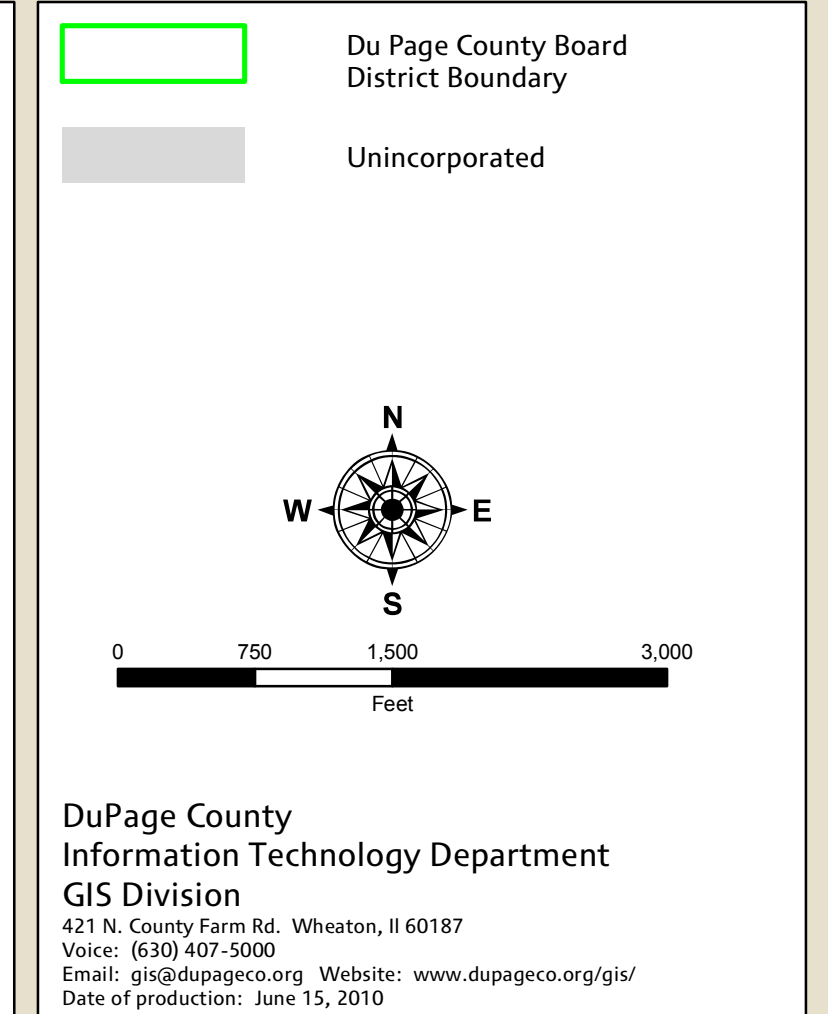 Du Page County Board
District Boundary
Unincorporated
N
W E
S
0 750 1,500 3,000
Feet
DuPage County
Information Technology Department
GIS Division
421 N. County Farm Rd. Wheaton, Il 60187
Voice: (630) 407-5000
Email: gis@dupageco.org Website: www.dupageco.org/gis/
Date of production: June 15, 2010